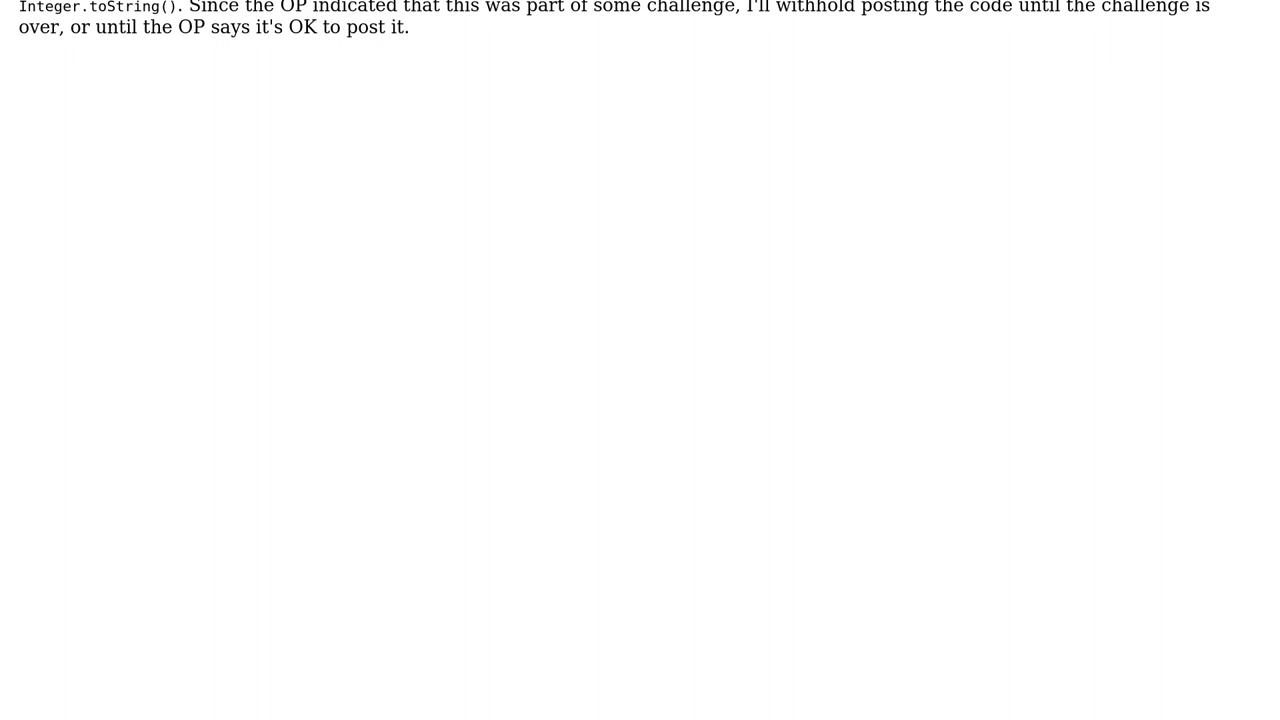 Integer.toString(). Since the OP indicated that this was part of some challenge, I'll withhold posting the code until the challenge is
over, or until the OP says it's OK to post it.